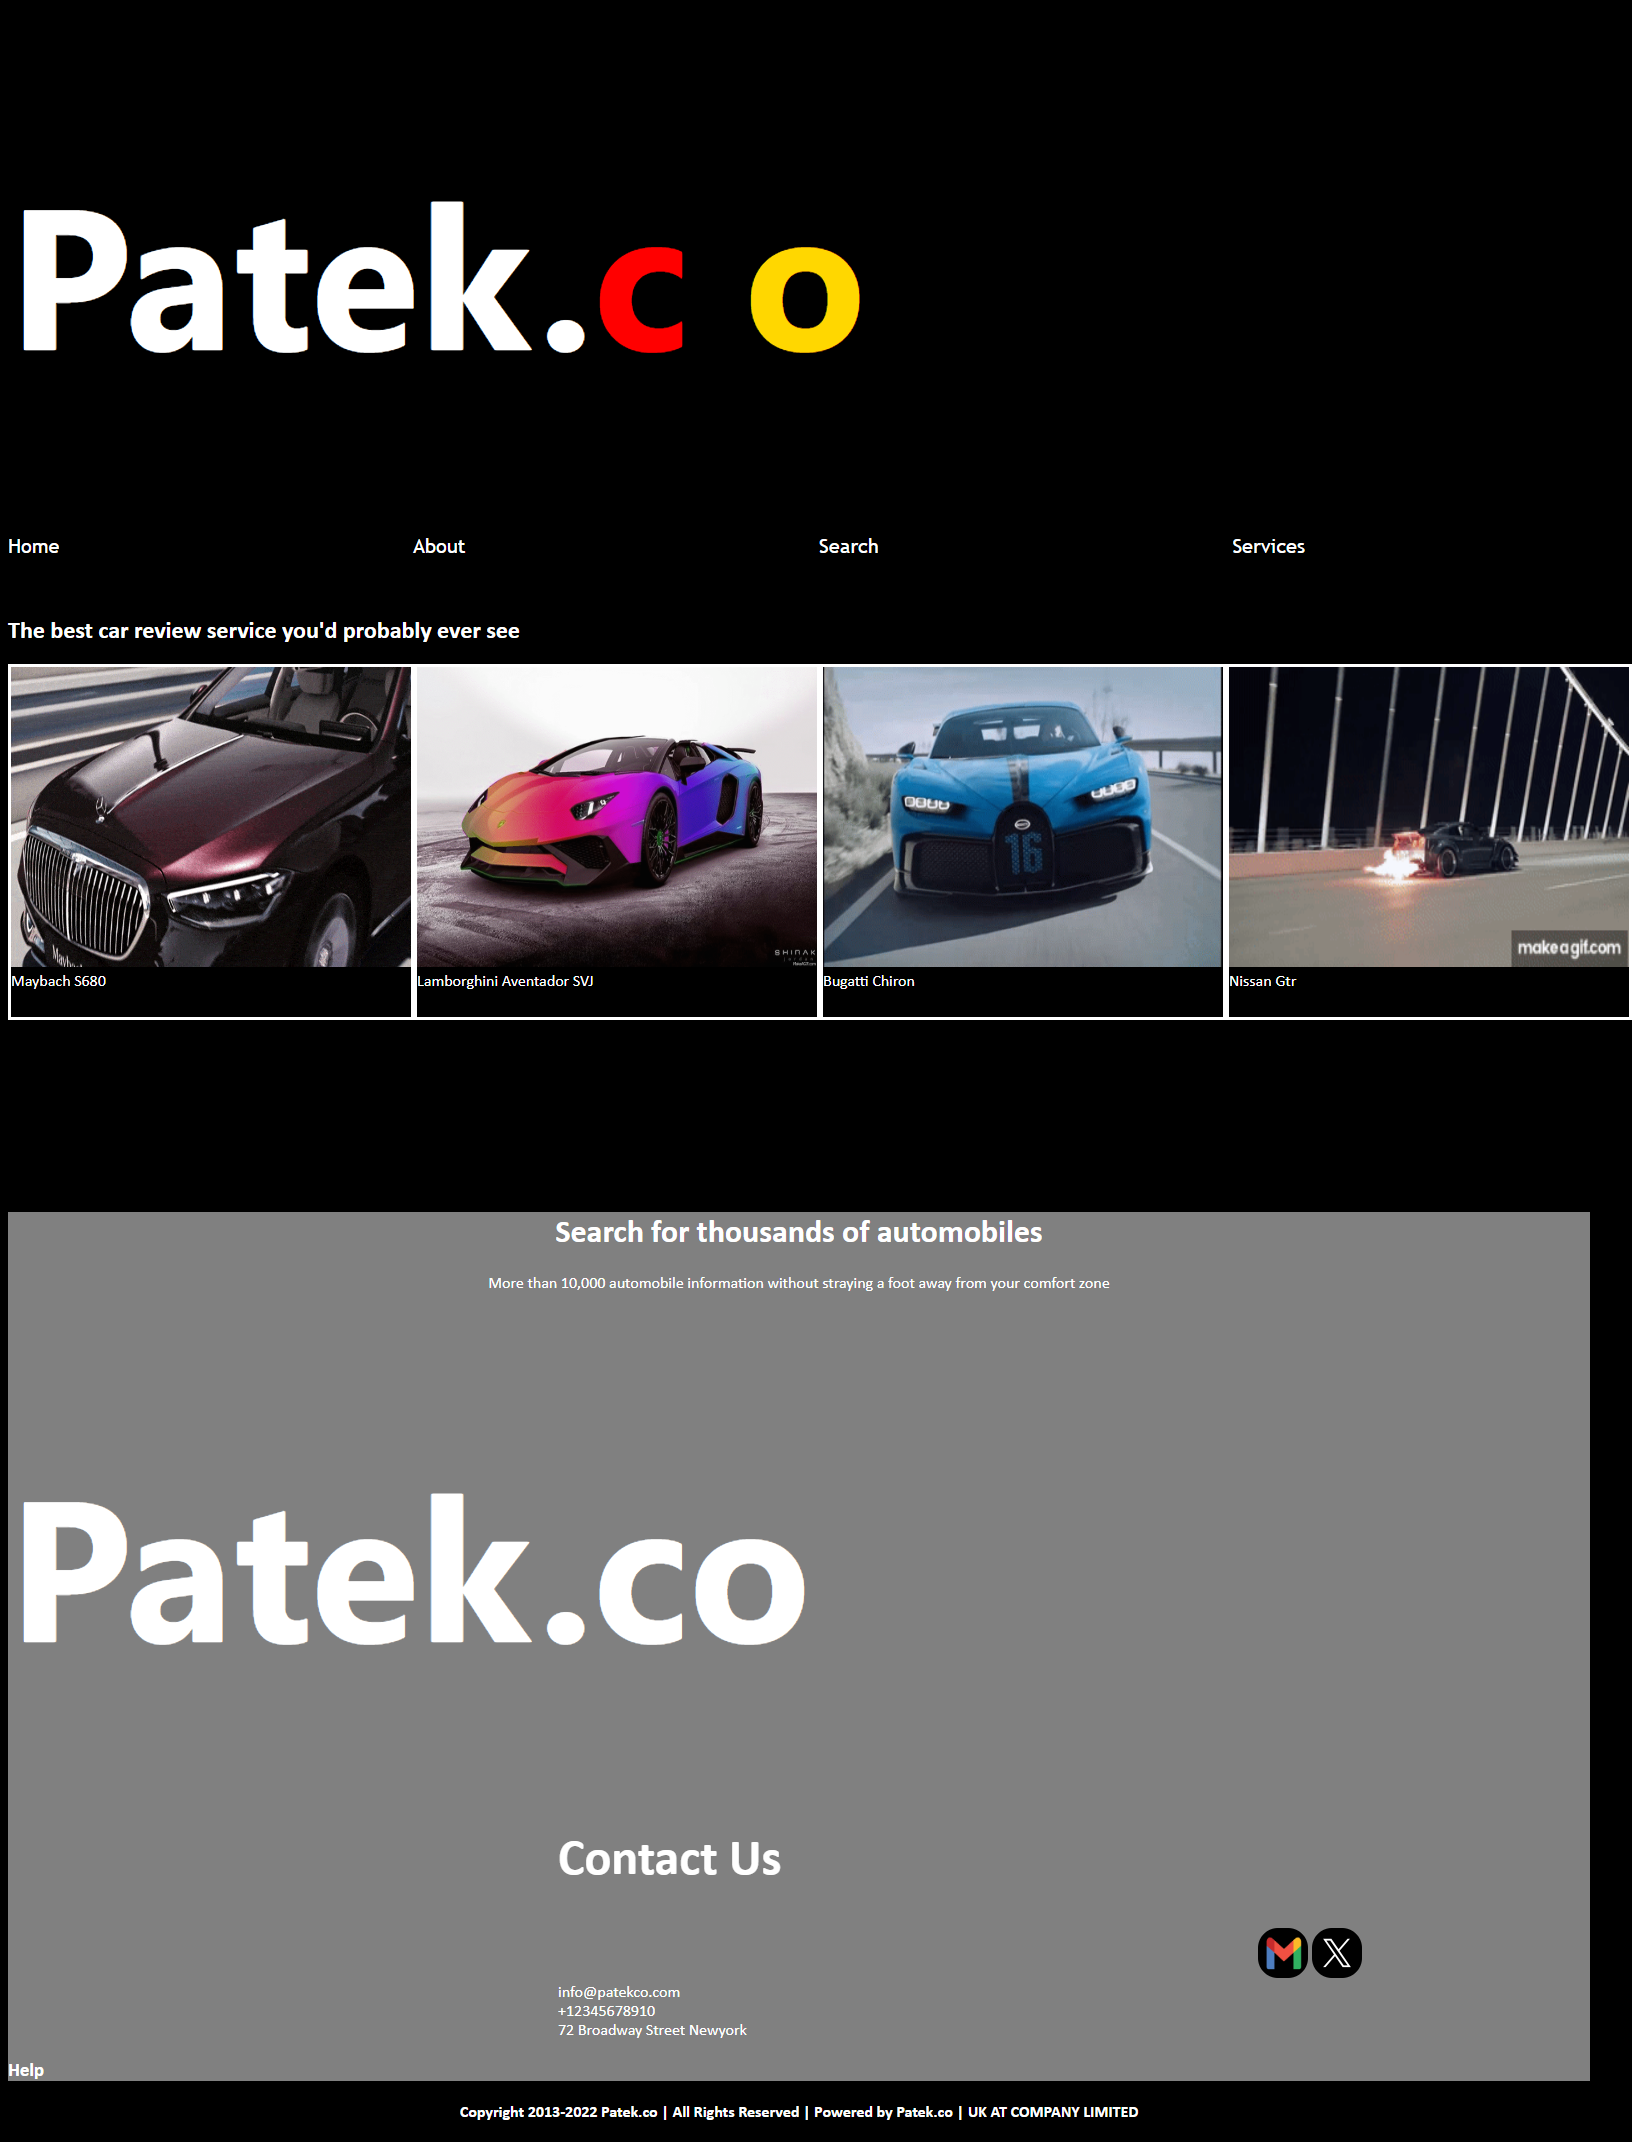 Patek.c o
Home About Search Services
The best car review service you'd probably ever see
16
SHINAK
makeagif.com
Maybach S680
Lamborghini Aventador SVJ
Bugatti Chiron
Nissan Gtr
Search for thousands of automobiles
More than 10,000 automobile information without straying a foot away from your comfort zone
Patek.co
Contact Us
info@patekco.com
+12345678910
72 Broadway Street Newyork
Help
Copyright 2013-2022 Patek.co | All Rights Reserved | Powered by Patek.co | UK AT COMPANY LIMITED